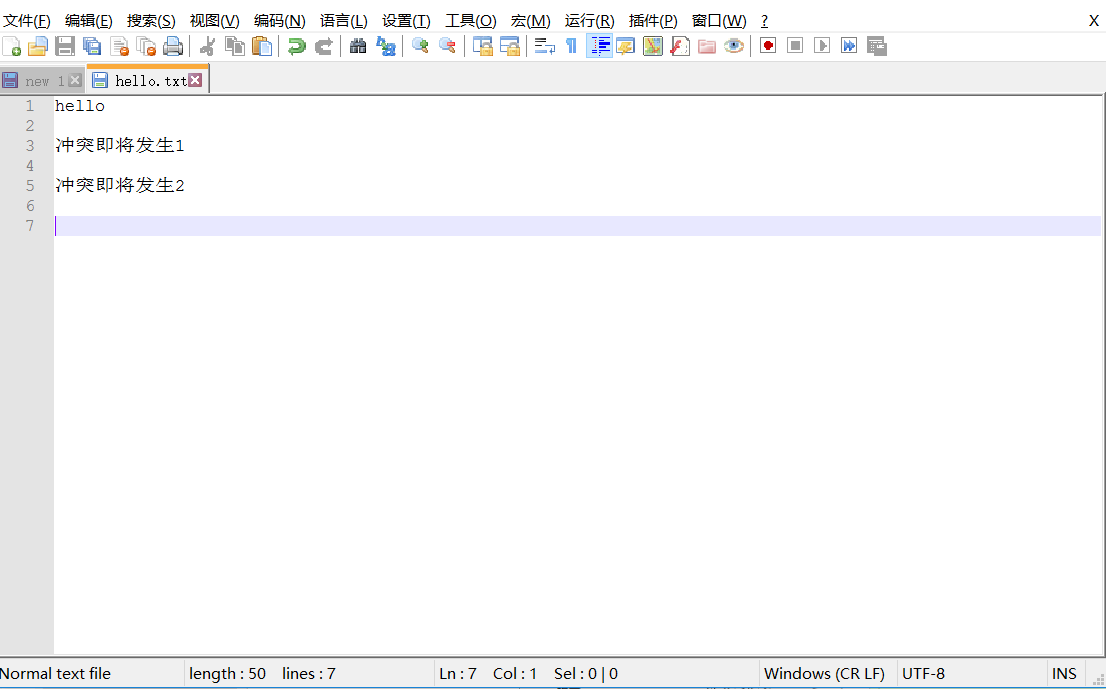 文件(F) 编辑(E) 搜索(S) 视图(V) 编码(N) 语言(L) 设置(T) 工具(O) 宏(M) 运行(R) 插件(P) 窗口(W) ? X
new 1 hello.txt
1 hello
2
3 冲突即将发生1
4
5 冲突即将发生2
6
7
Normal text file length : 50 lines : 7 Ln : 7 Col : 1 Sel : 0 | 0 Windows (CR LF) UTF-8 INS